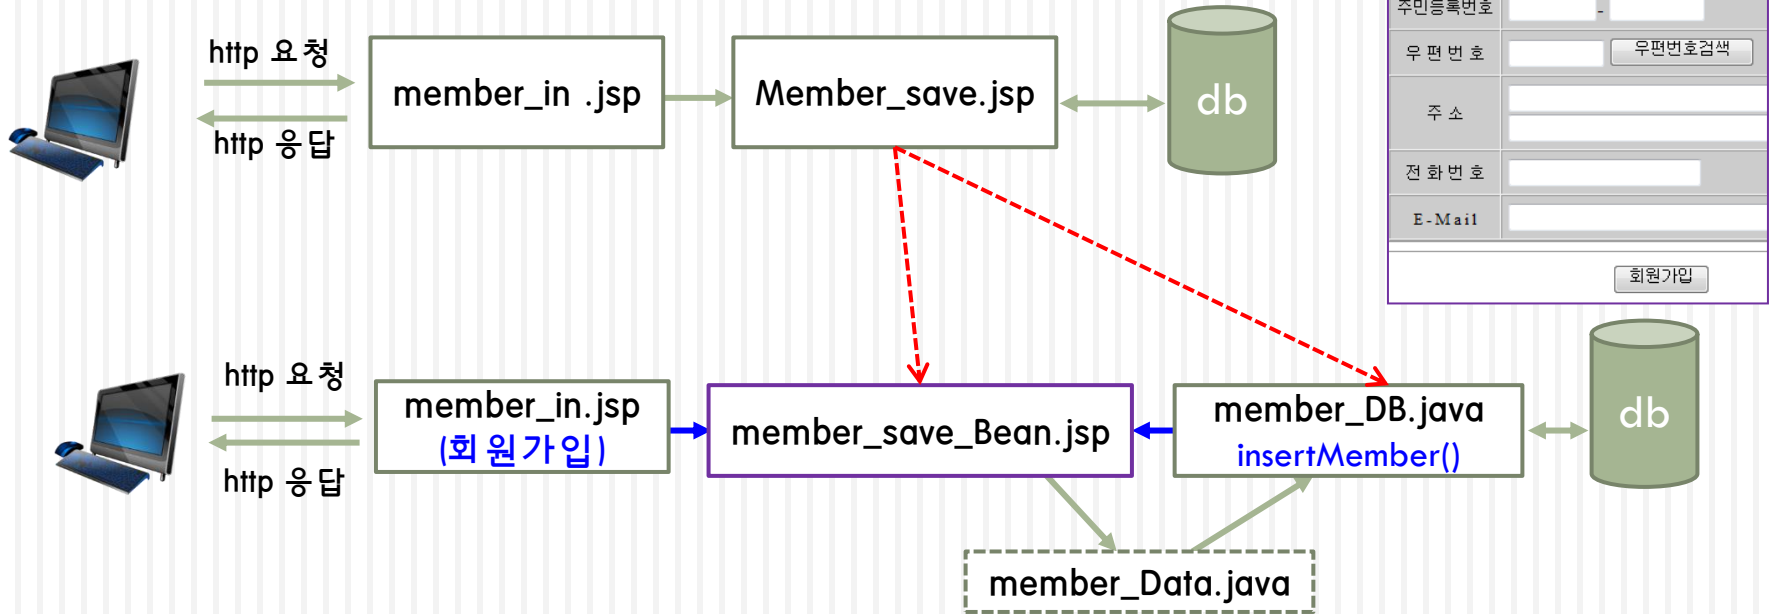 http 요청
http 응답
member_in .jsp
Member_save.jsp
db
주민등록번호
-
우 편 번 호
우편번호검색
주 소
전 화 번 호
E-Mail
회원가입
http 요청
http 응답
member_in.jsp
(회원가입)
member_save_Bean.jsp
member_DB.java
insertMember()
db
member_Data.java